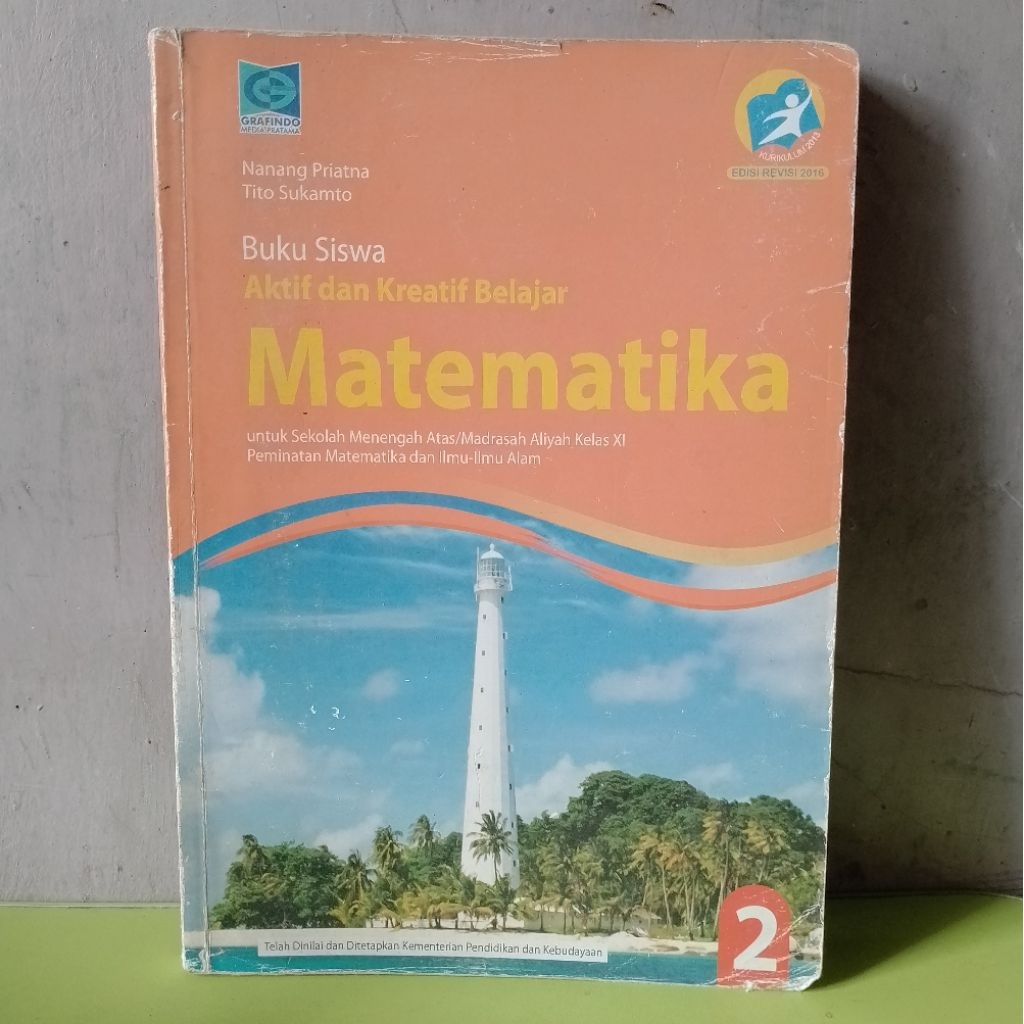 GRAFINDO
MEDIA PRATAMA
KURIKULUM 2013
EDISI REVISI 2016
Nanang Priatna
Tito Sukamto
Buku Siswa
Aktif dan Kreatif Belajar
Matematika
untuk Sekolah Menengah Atas/Madrasah Aliyah Kelas XI
Peminatan Matematika dan Ilmu-Ilmu Alam
Telah Dinilai dan Ditetapkan Kementerian Pendidikan dan Kebudayaan
2